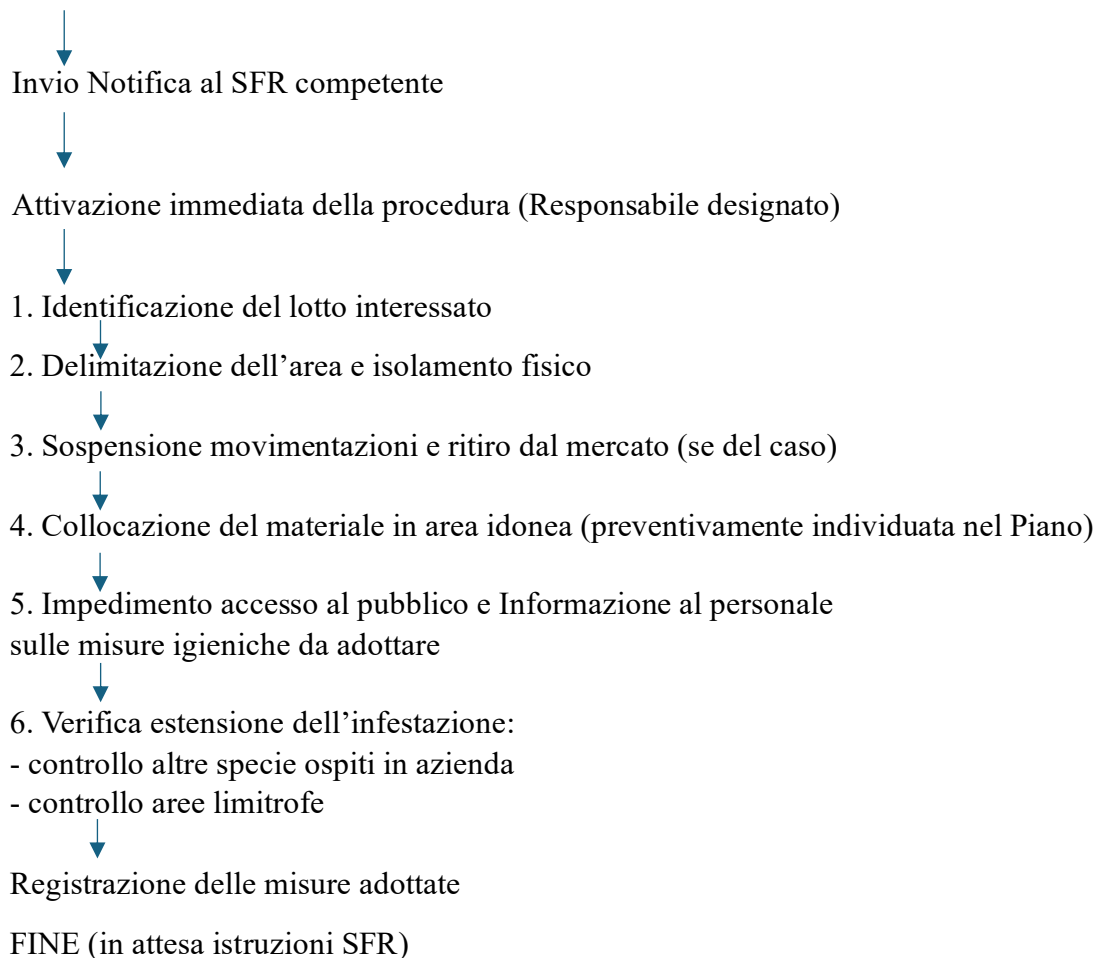 Invio Notifica al SFR competente
Attivazione immediata della procedura (Responsabile designato)
1. Identificazione del lotto interessato
2. Delimitazione dell’area e isolamento fisico
3. Sospensione movimentazioni e ritiro dal mercato (se del caso)
4. Collocazione del materiale in area idonea (preventivamente individuata nel Piano)
5. Impedimento accesso al pubblico e Informazione al personale
sulle misure igieniche da adottare
6. Verifica estensione dell’infestazione:
- controllo altre specie ospiti in azienda
- controllo aree limitrofe
Registrazione delle misure adottate
FINE (in attesa istruzioni SFR)